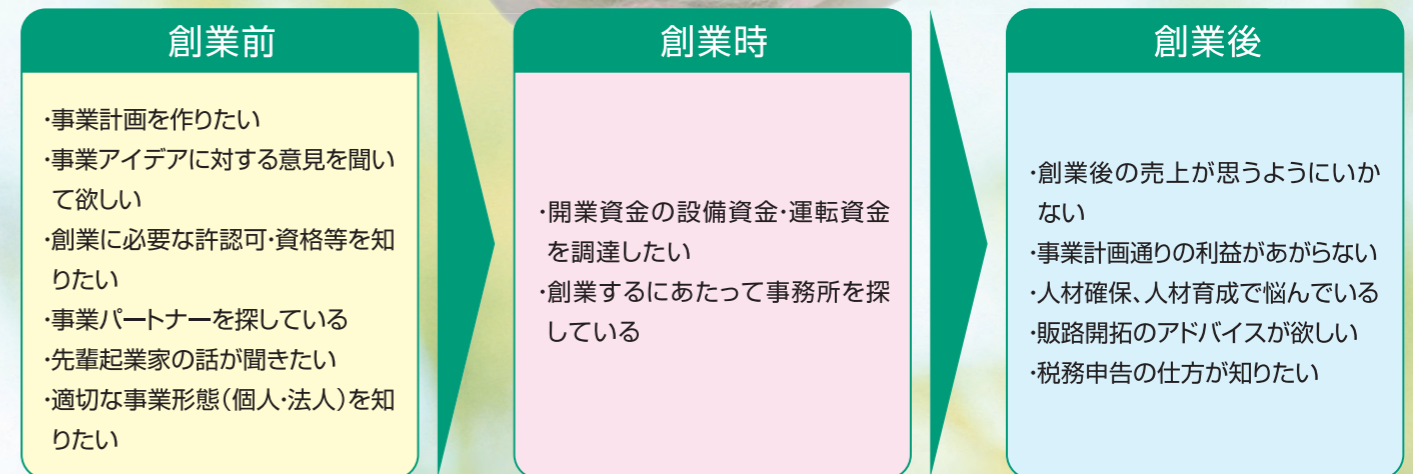 創業前
・事業計画を作りたい
・事業アイデアに対する意見を聞い
て欲しい
・創業に必要な許認可・資格等を知
りたい
・事業パートナーを探している
・先輩起業家の話が聞きたい
・適切な事業形態(個人・法人)を知
りたい
創業時
・開業資金の設備資金・運転資金
を調達したい
・創業するにあたって事務所を探
している
創業後
・創業後の売上が思うようにいか
ない
・事業計画通りの利益があがらない
・人材確保、人材育成で悩んでいる
・販路開拓のアドバイスが欲しい
・税務申告の仕方が知りたい